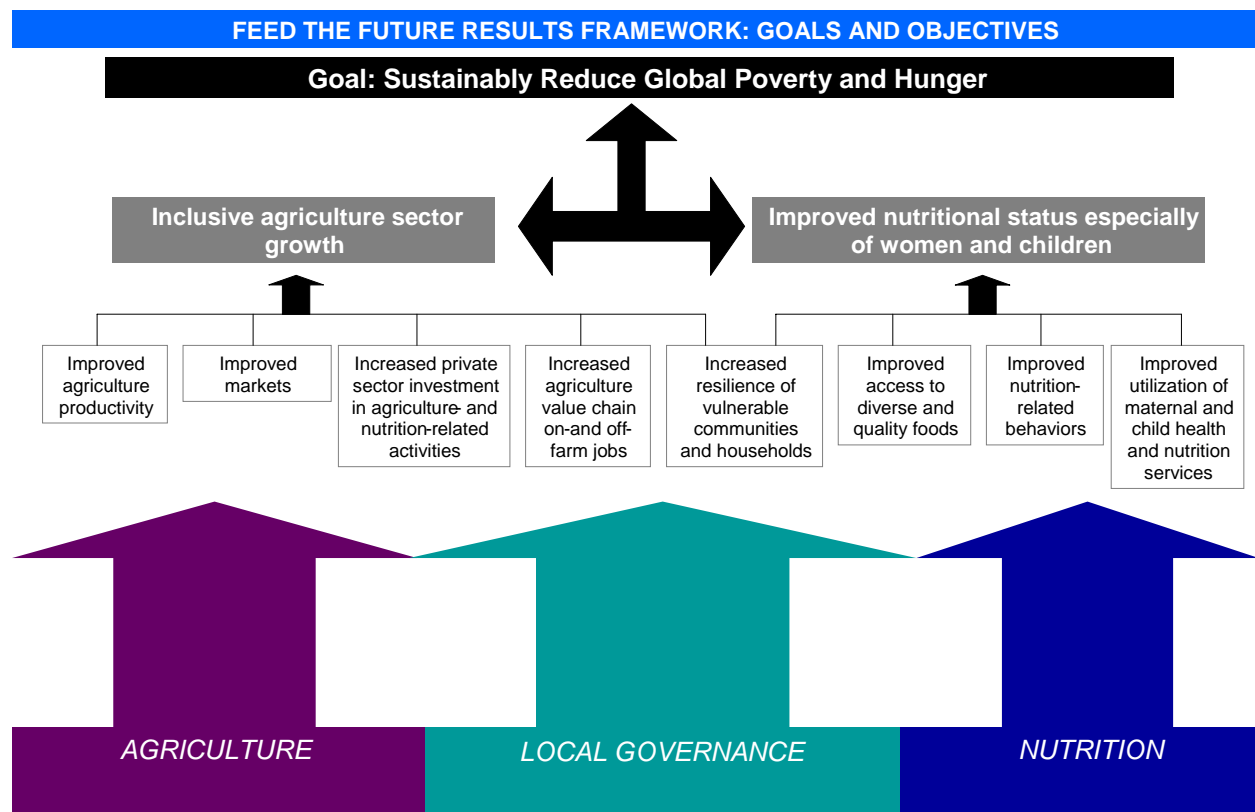 FEED THE FUTURE RESULTS FRAMEWORK: GOALS AND OBJECTIVES
Goal: Sustainably Reduce Global Poverty and Hunger
Inclusive agriculture sector
growth
Improved nutritional status especially
of women and children
Improved
agriculture
productivity
Improved
markets
Increased private
sector investment
in agriculture- and
nutrition-related
activities
Increased
agriculture
value chain
on-and off-
farm jobs
Increased
resilience of
vulnerable
communities
and households
Improved
access to
diverse and
quality foods
Improved
nutrition-
related
behaviors
Improved
utilization of
maternal and
child health
and nutrition
services
AGRICULTURE
LOCAL GOVERNANCE
NUTRITION